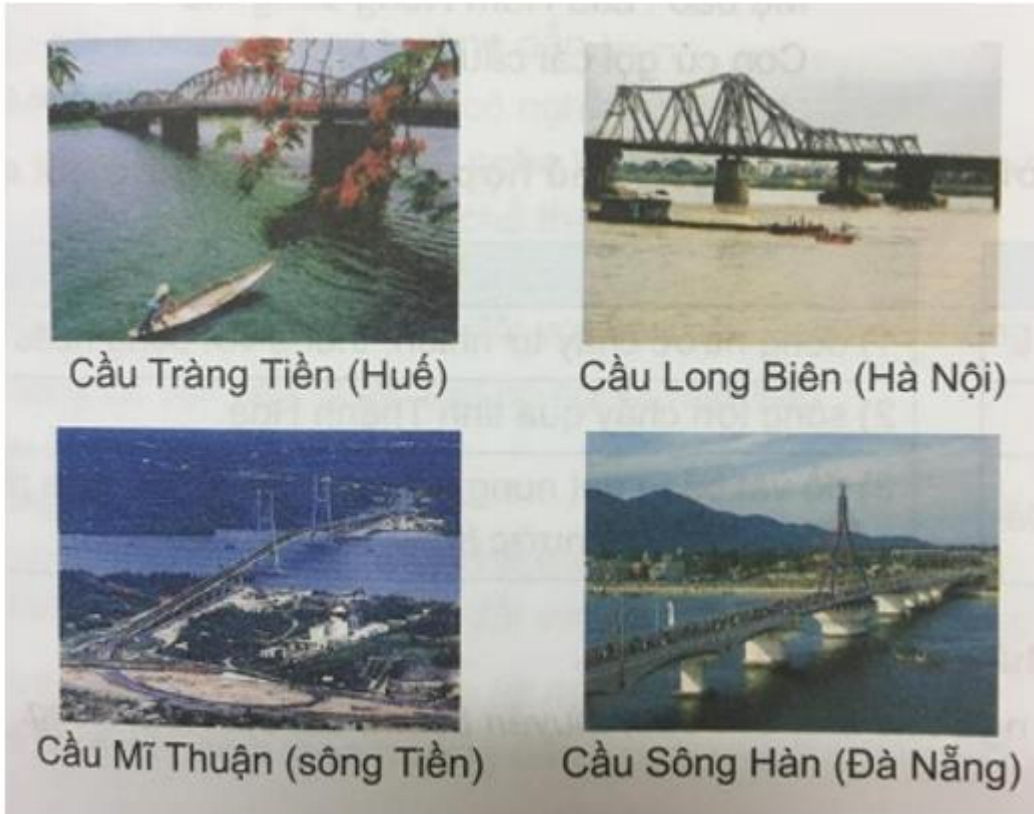 Cầu Tràng Tiền (Huế)
Cầu Long Biên (Hà Nội)
Cầu Mĩ Thuận (sông Tiền)
Cầu Sông Hàn (Đà Nẵng)